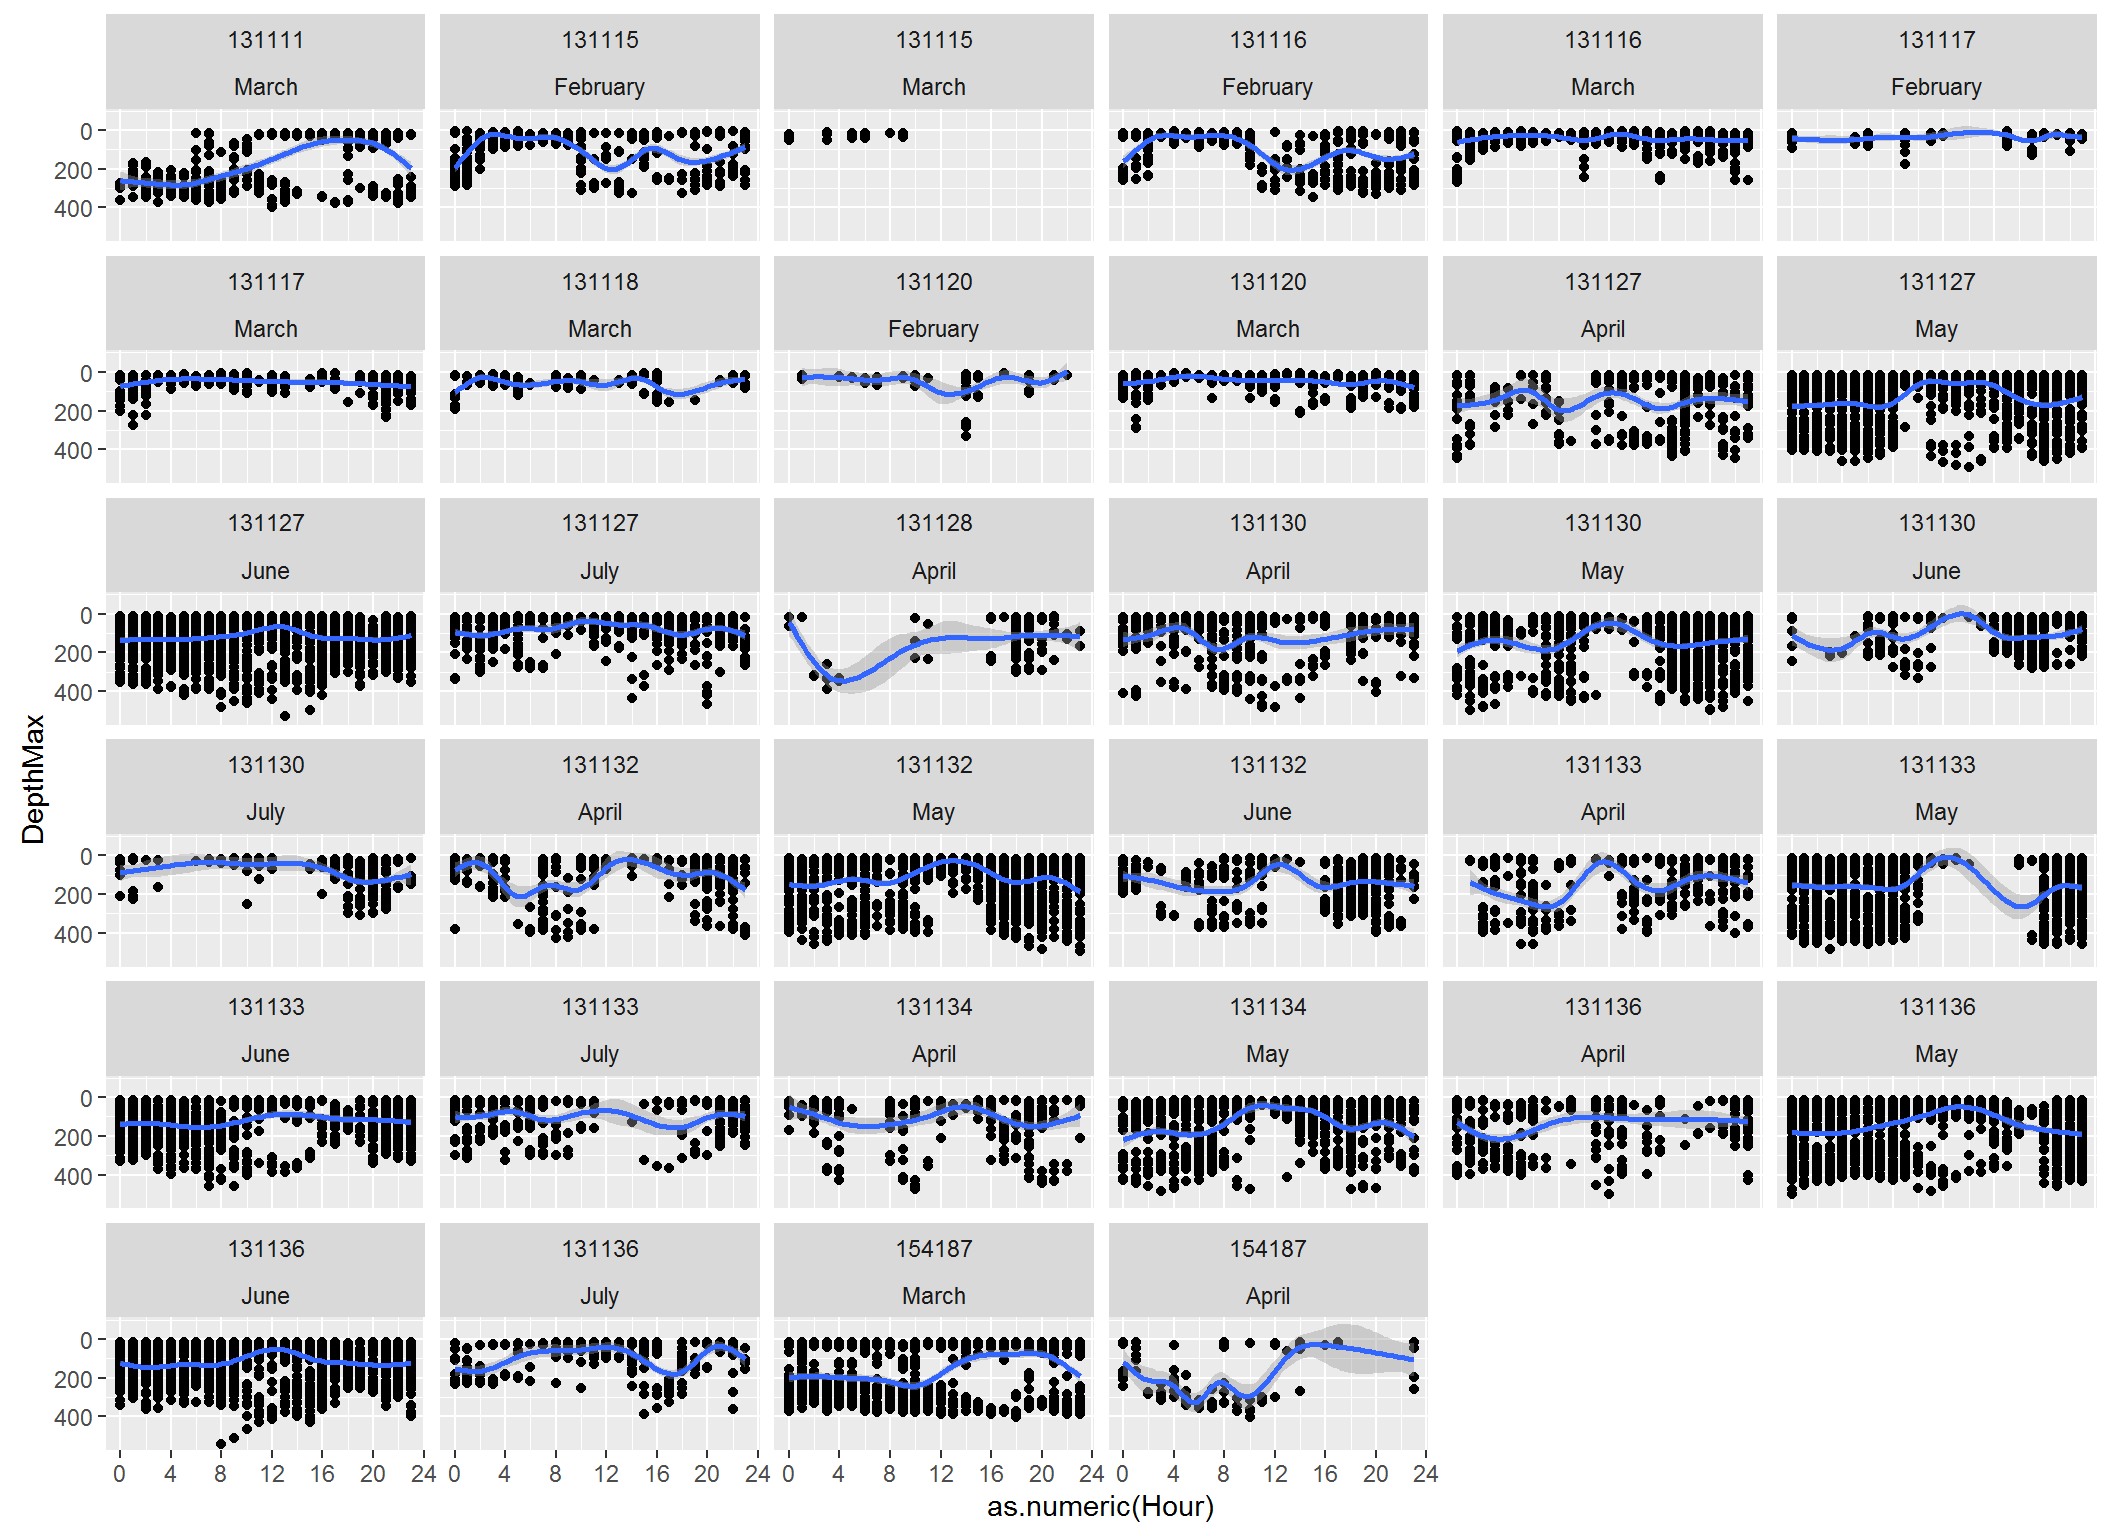 131111 131115 131115 131116 131116 131117
March February March February March February
0
200
400
131117 131118 131120 131120 131127 131127
March March February March April May
0
200
400
131127 131127 131128 131130 131130 131130
June July April April May June
0
200
400
DepthMax
131130 131132 131132 131132 131133 131133
July April May June April May
0
200
400
131133 131133 131134 131134 131136 131136
June July April May April May
0
200
400
131136 131136 154187 154187
June July March April
0
200
400
0 4 8 12 16 20 24 0 4 8 12 16 20 24 0 4 8 12 16 20 24 0 4 8 12 16 20 24
as.numeric(Hour)